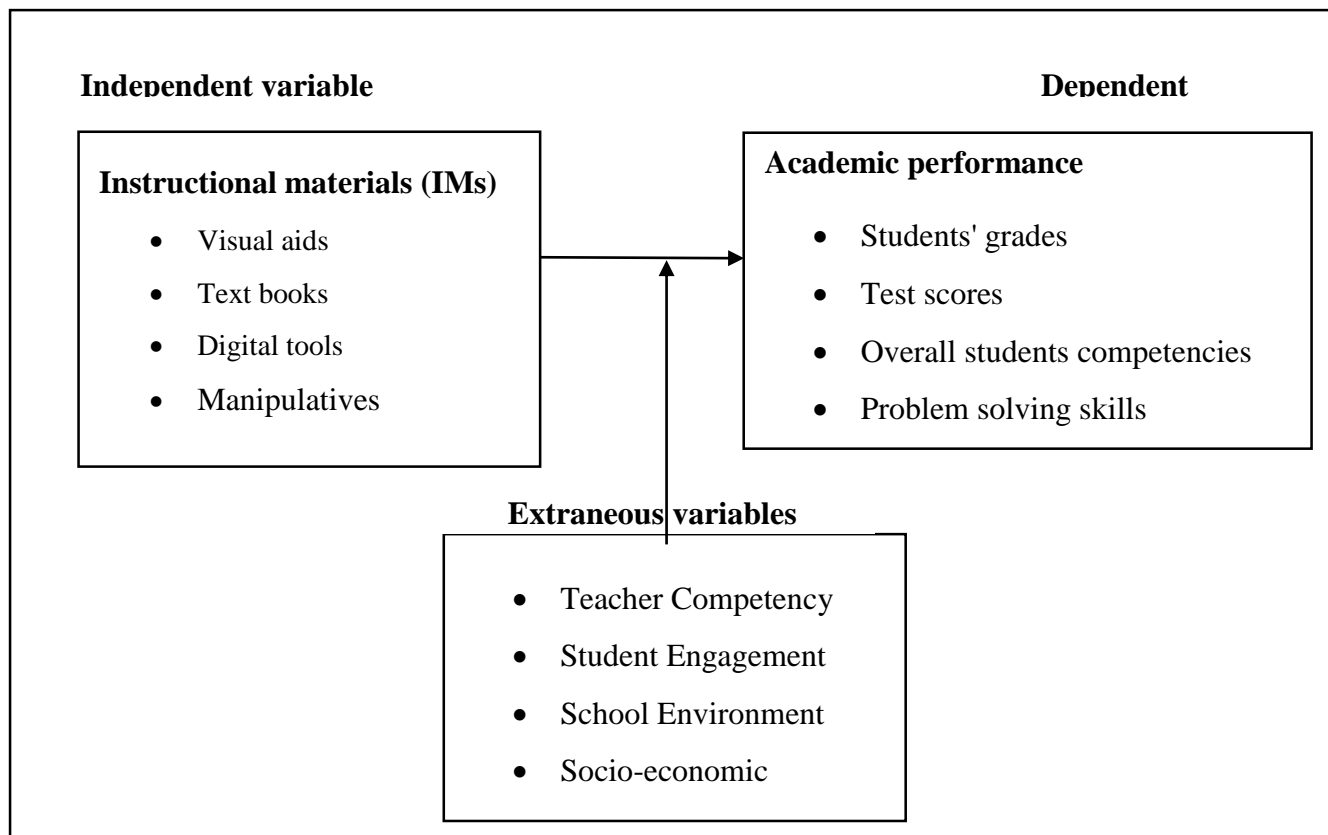 Independent variable
Dependent
Instructional materials (IMs)
• Visual aids
• Text books
• Digital tools
• Manipulatives
Academic performance
• Students' grades
• Test scores
• Overall students competencies
• Problem solving skills
Extraneous variables
• Teacher Competency
• Student Engagement
• School Environment
• Socio-economic